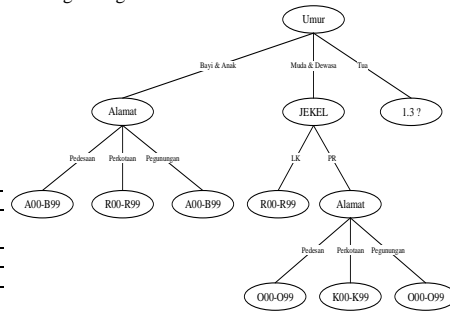 Umur
Bayi & Anak
Muda & Dewasa
Tua
Alamat
JEKEL
1.3 ?
Pedesaan
Perkotaan
Pegunungan
LK
PR
A00-B99
R00-R99
A00-B99
R00-R99
Alamat
Pedesan
Perkotaan
Pegunungan
O00-O99
K00-K99
O00-O99